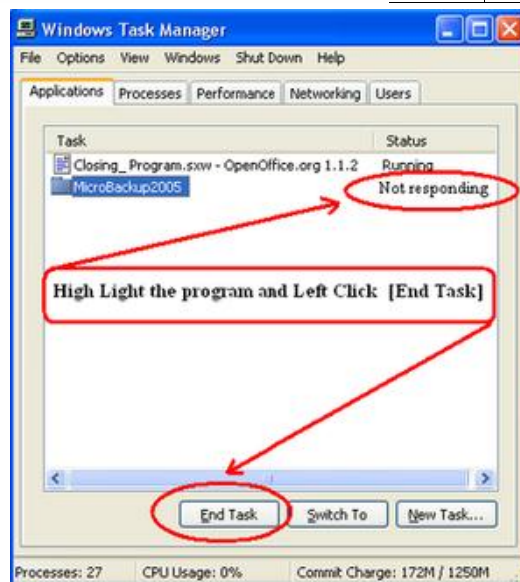 Windows Task Manager
File Options View Windows Shut Down Help
Applications Processes Performance Networking Users
Task Status
Closing_Program.sxw - OpenOffice.org 1.1.2 Running
MicroBackup2005 Not responding
High Light the program and Left Click [End Task]
End Task Switch To New Task...
Processes: 27 CPU Usage: 0% Commit Charge: 172M / 1250M